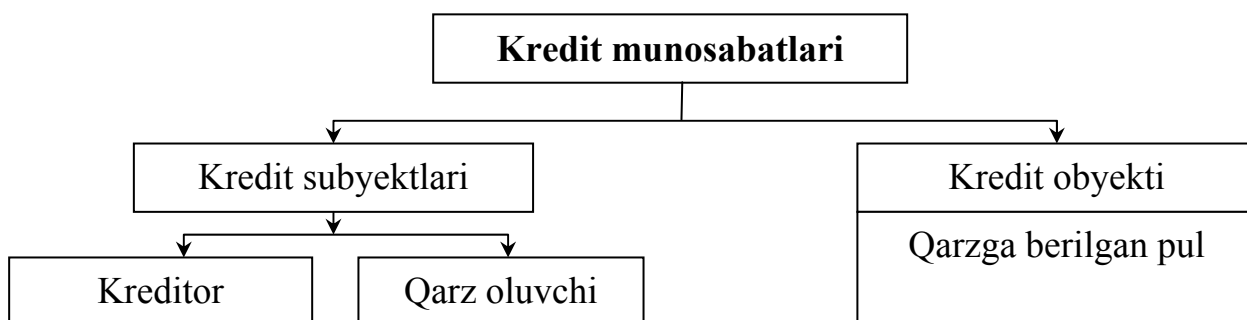 Kredit munosabatlari
Kredit subyektlari
Kredit obyekti
Qarzga berilgan pul
Kreditor
Qarz oluvchi